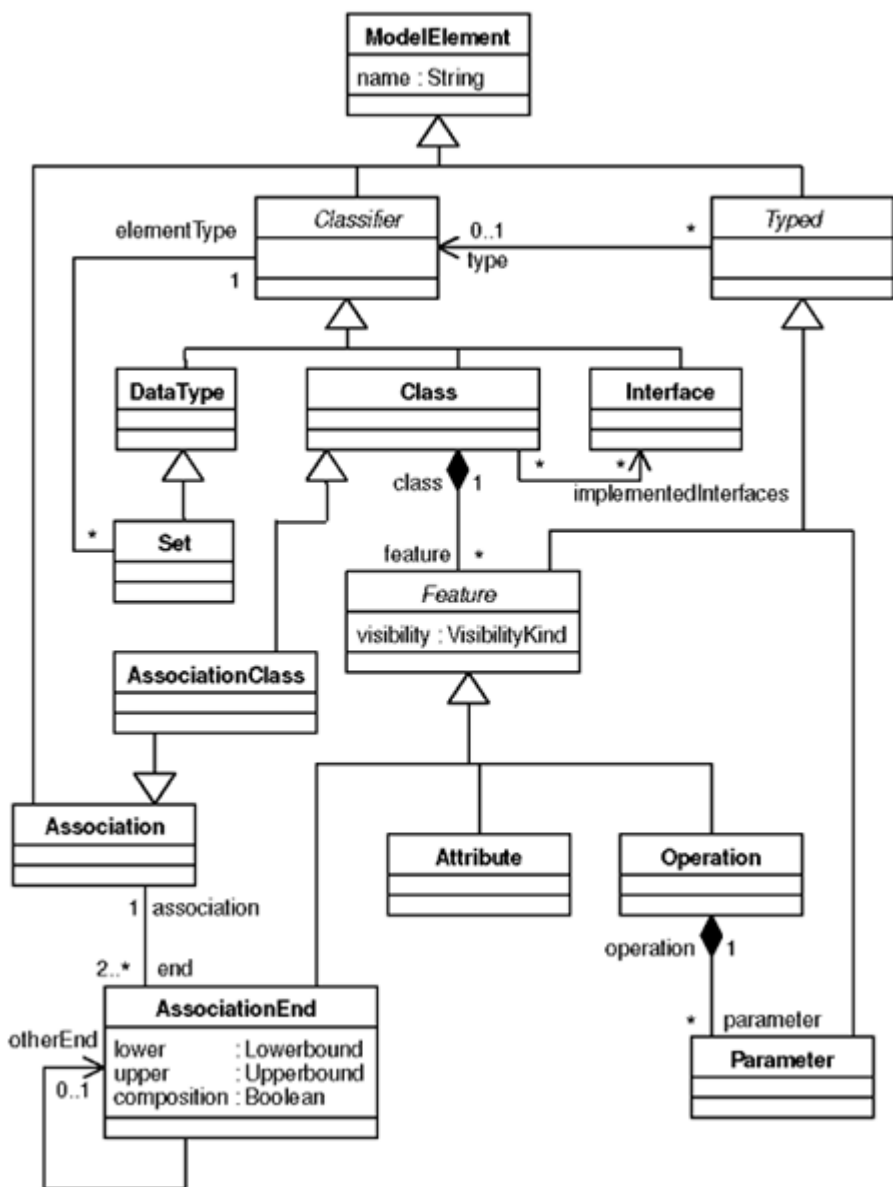 ModelElement
name : String
Classifier
Typed
elementType
1
0..1
type
*
DataType
Class
Interface
*
*
class
1
implementedInterfaces
*
Set
feature
*
Feature
visibility : VisibilityKind
AssociationClass
Association
Attribute
Operation
1
association
operation
1
2..*
end
AssociationEnd
*
parameter
otherEnd
0..1
lower : Lowerbound
upper : Upperbound
composition : Boolean
Parameter